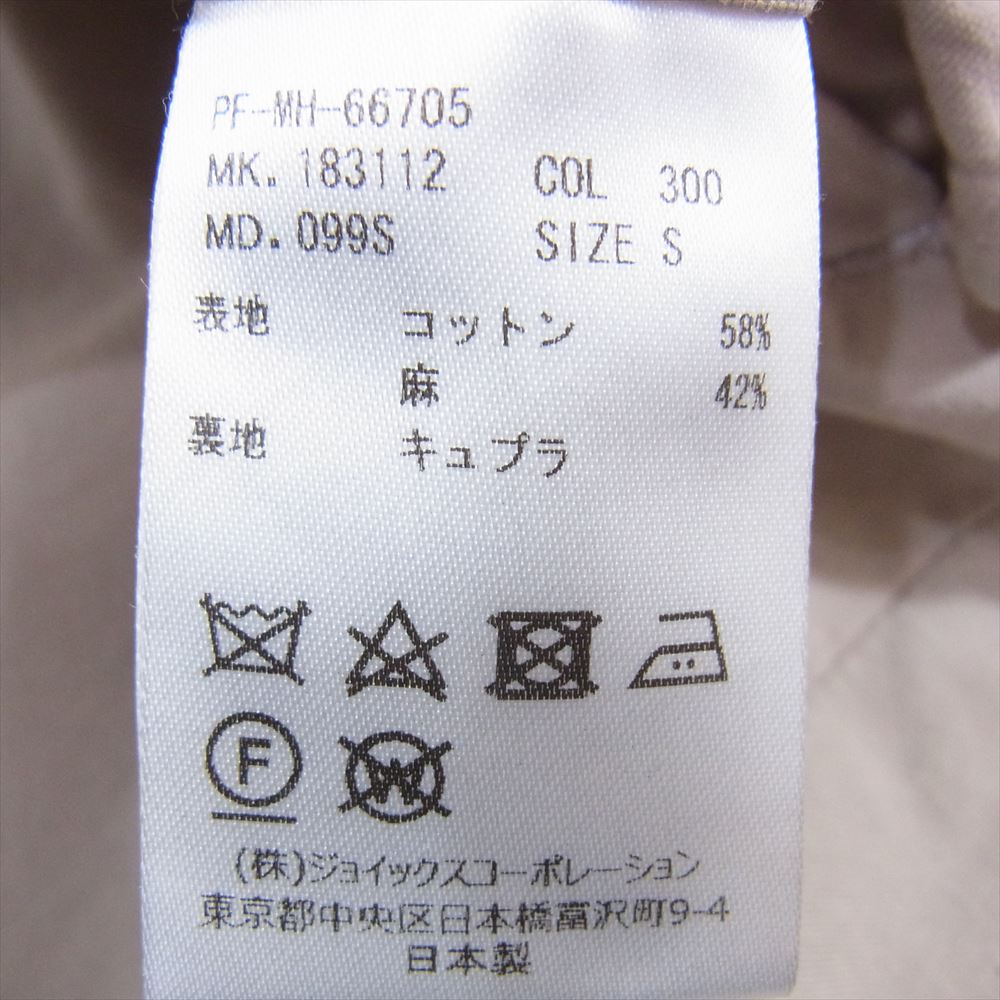 PF-MH-66705
MK. 183112 COL 300
MD. 099S SIZE S
表地 コットン 58%
麻 42%
裏地 キュプラ
F
W
(株)ジョイックスコーポレーション
東京都中央区日本橋富沢町9-4
日本製